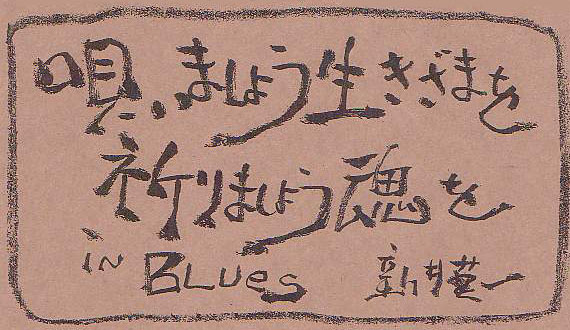 唄いましょう生きざまを
祈りましょう魂を
iN BLUes 新井英一